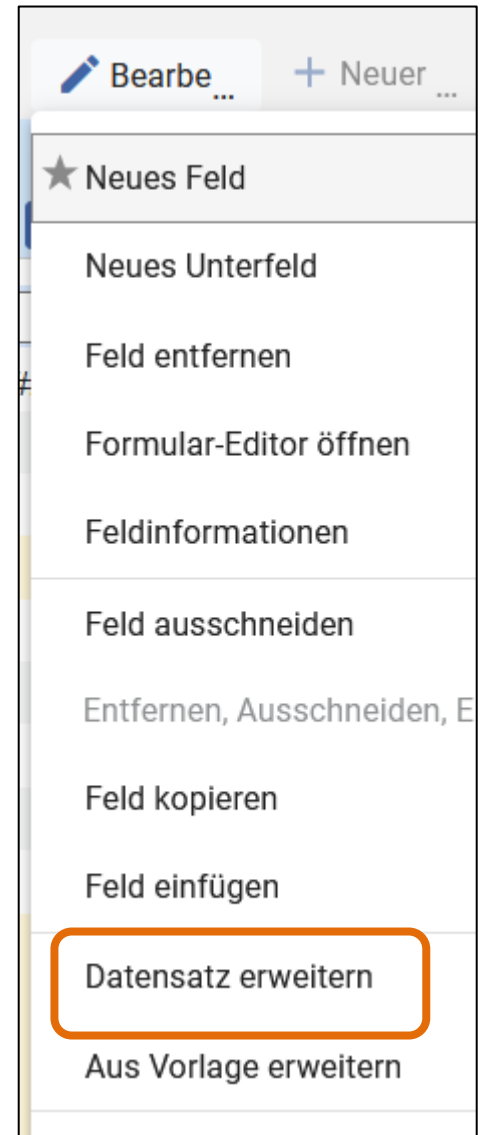 Bearbe...
+ Neuer ...
Neues Feld
Neues Unterfeld
Feld entfernen
#
Formular-Editor öffnen
Feldinformationen
Feld ausschneiden
Entfernen, Ausschneiden, E
Feld kopieren
Feld einfügen
Datensatz erweitern
Aus Vorlage erweitern